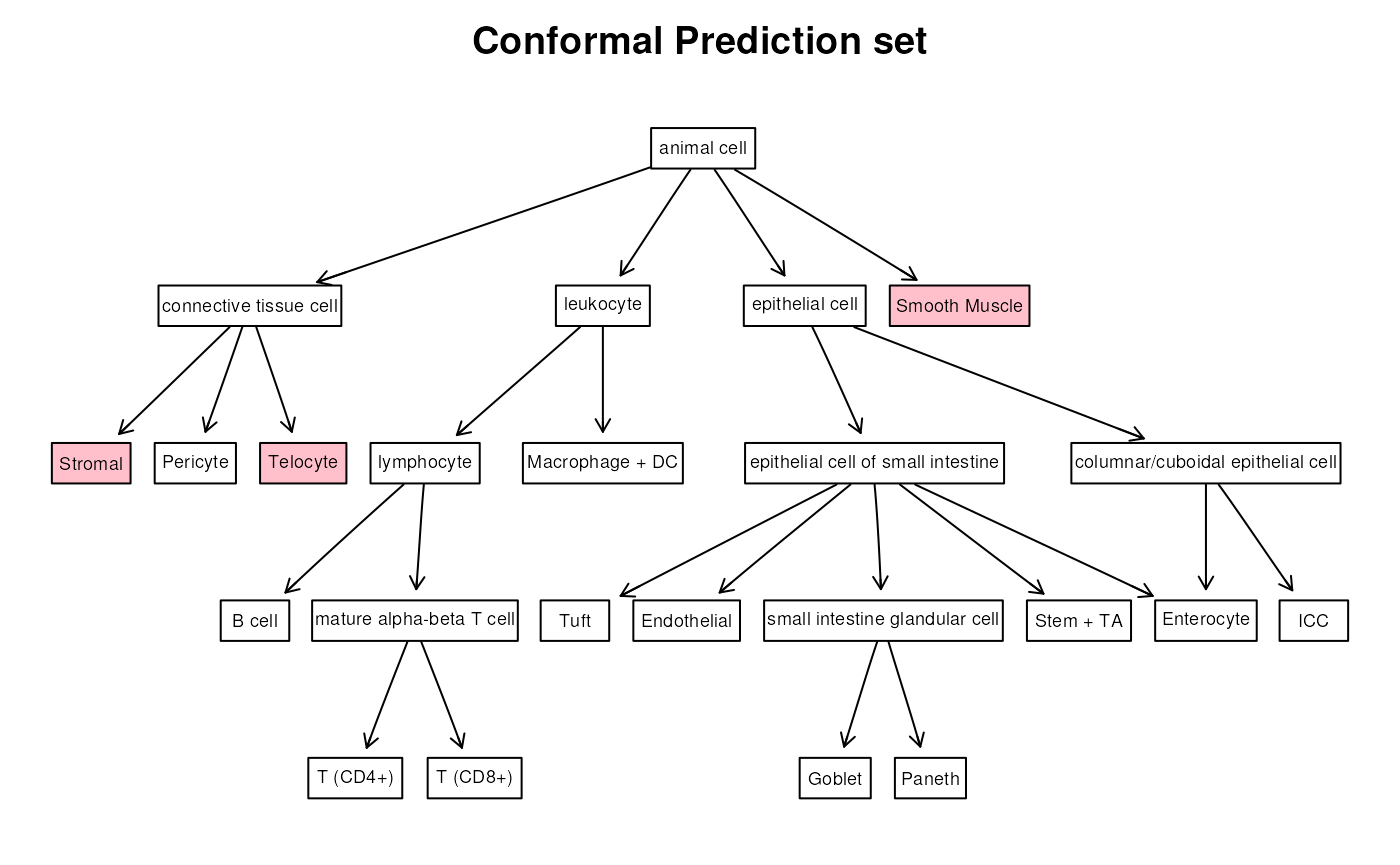 Conformal Prediction set
animal cell
connective tissue cell
leukocyte
epithelial cell
Smooth Muscle
Stromal
Pericyte
Telocyte
lymphocyte
Macrophage + DC
epithelial cell of small intestine
columnar/cuboidal epithelial cell
B cell
mature alpha-beta T cell
Tuft
Endothelial
small intestine glandular cell
Stem + TA
Enterocyte
ICC
T (CD4+)
T (CD8+)
Goblet
Paneth